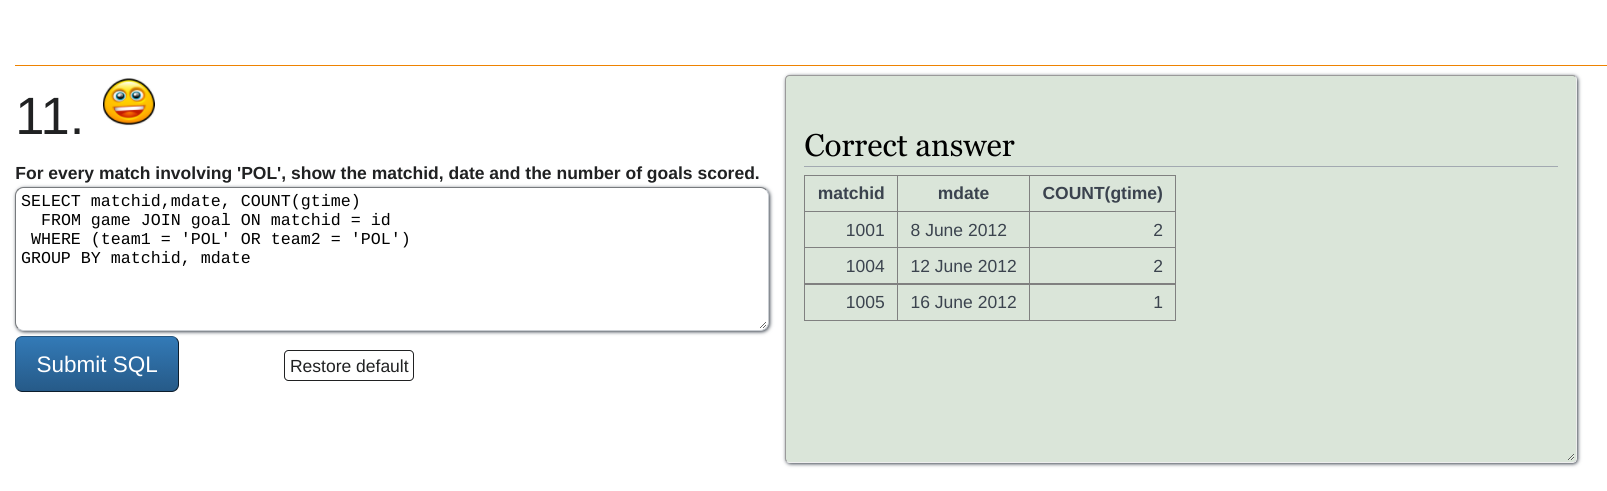 11.
For every match involving 'POL', show the matchid, date and the number of goals scored.
SELECT matchid,mdate, COUNT(gtime)
  FROM game JOIN goal ON matchid = id
 WHERE (team1 = 'POL' OR team2 = 'POL')
GROUP BY matchid, mdate
Submit SQL
Restore default
Correct answer
matchid mdate COUNT(gtime)
1001 8 June 2012 2
1004 12 June 2012 2
1005 16 June 2012 1